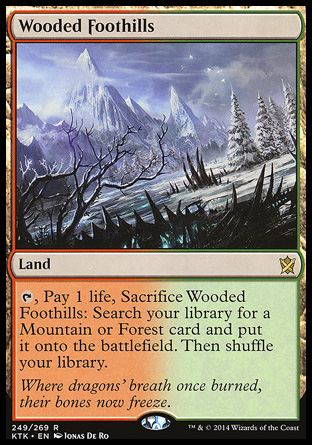 Wooded Foothills
Land
, Pay 1 life, Sacrifice Wooded
Foothills: Search your library for a
Mountain or Forest card and put
it onto the battlefield. Then shuffle
your library.
Where dragons' breath once burned,
their bones now freeze.
249/269 R
KTK • EN Jonas De Ro
™ & © 2014 Wizards of the Coast